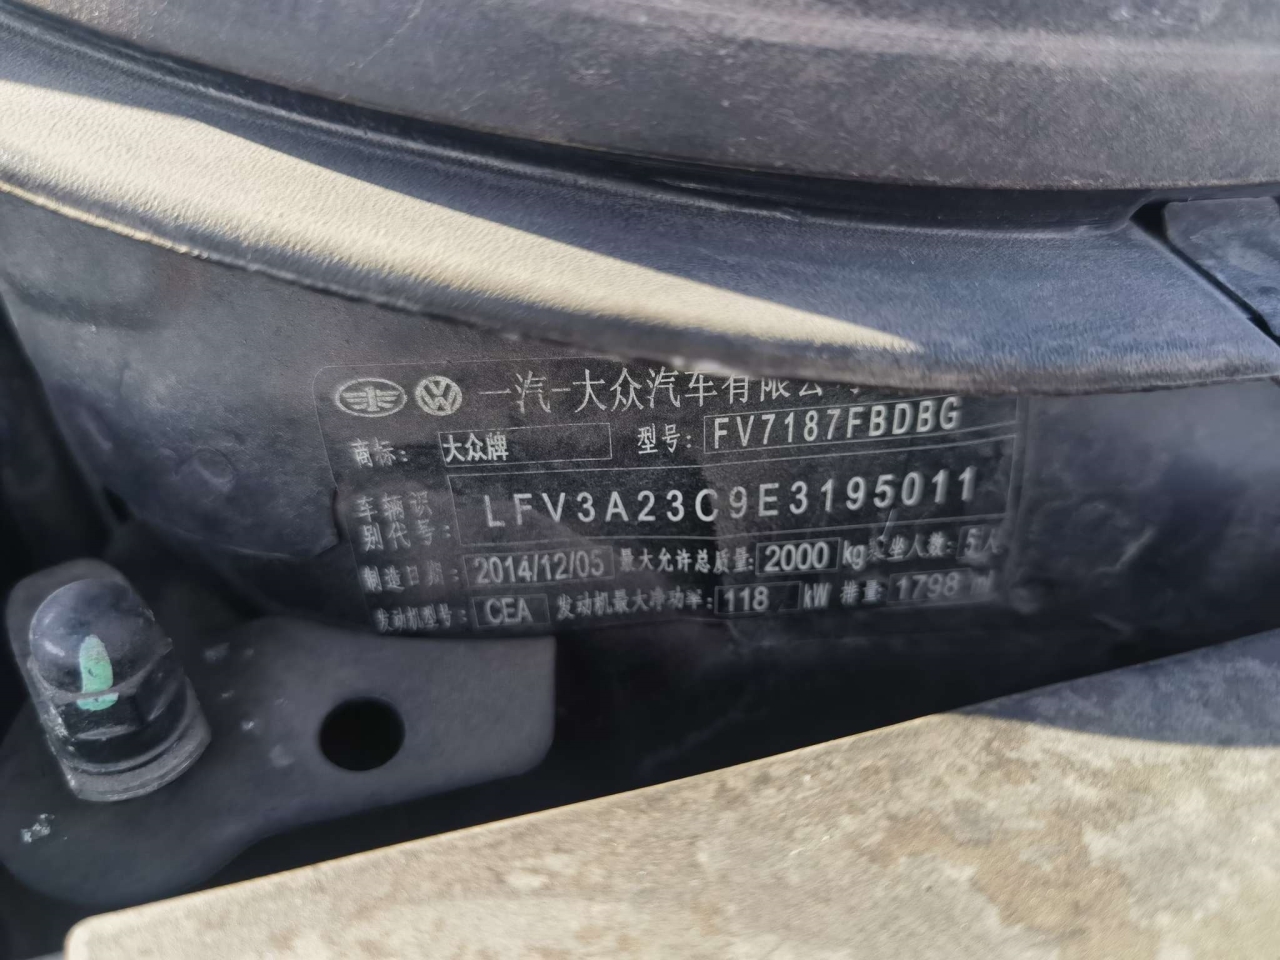 一汽-大众汽车有限公
商标: 大众牌 型号: FV7187FBDBG
车辆识别代号: LFV3A23C9E3195011
制造日期: 2014/12/05 最大允许总质量: 2000 kg 乘坐人数: 5人
发动机型号: CEA 发动机最大净功率: 118 kW 排量: 1798 ml